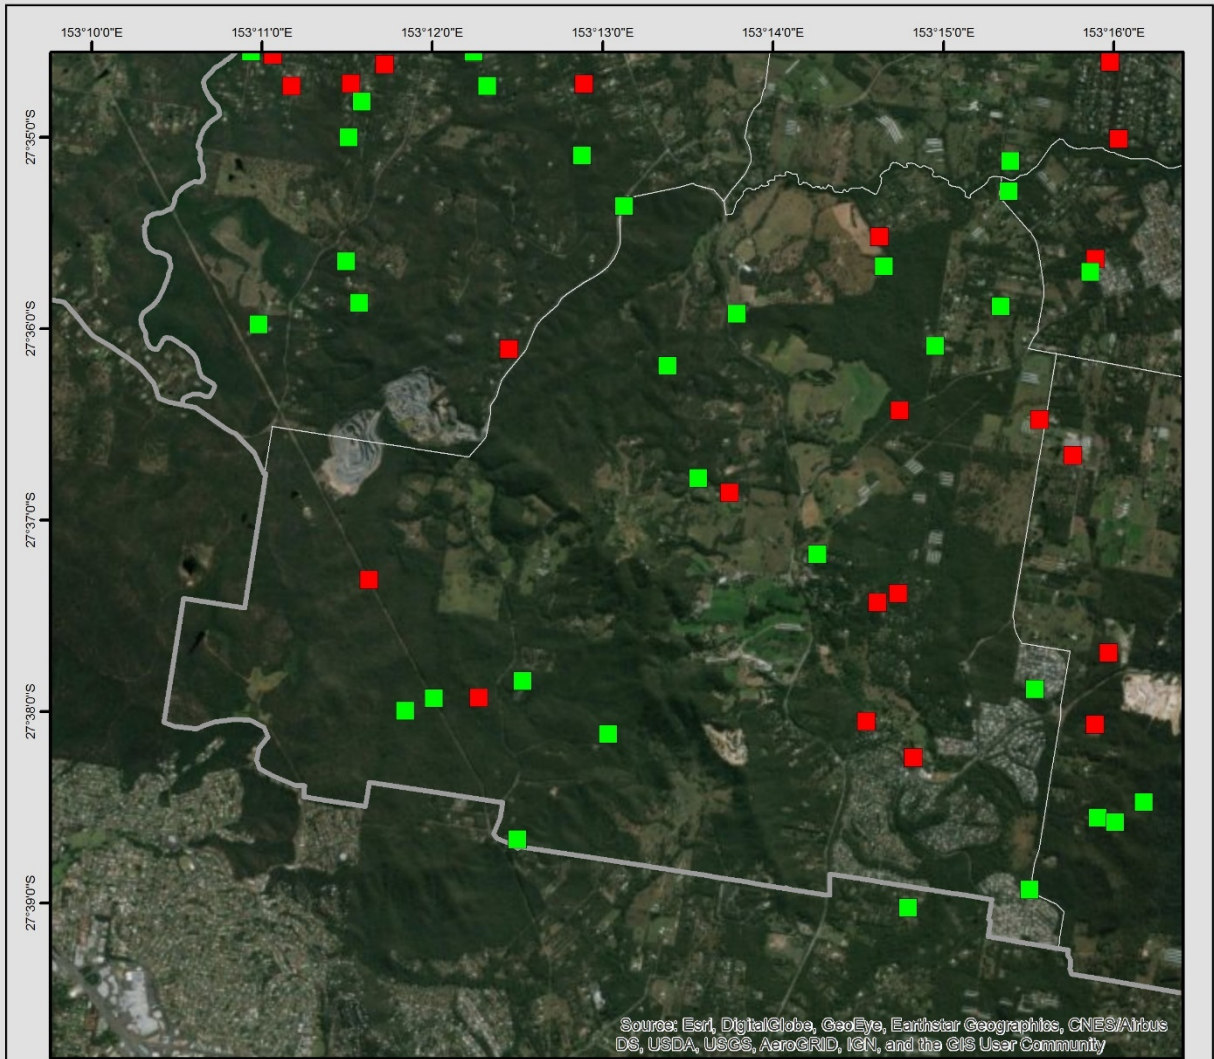 153°10'0"E 153°11'0"E 153°12'0"E 153°13'0"E 153°14'0"E 153°15'0"E 153°16'0"E
27°35'0"S
27°36'0"S
27°37'0"S
27°38'0"S
27°39'0"S
Source: Esri, DigitalGlobe, GeoEye, Earthstar Geographics, CNES/Airbus
DS, USDA, USGS, AeroGRID, IGN, and the GIS User Community